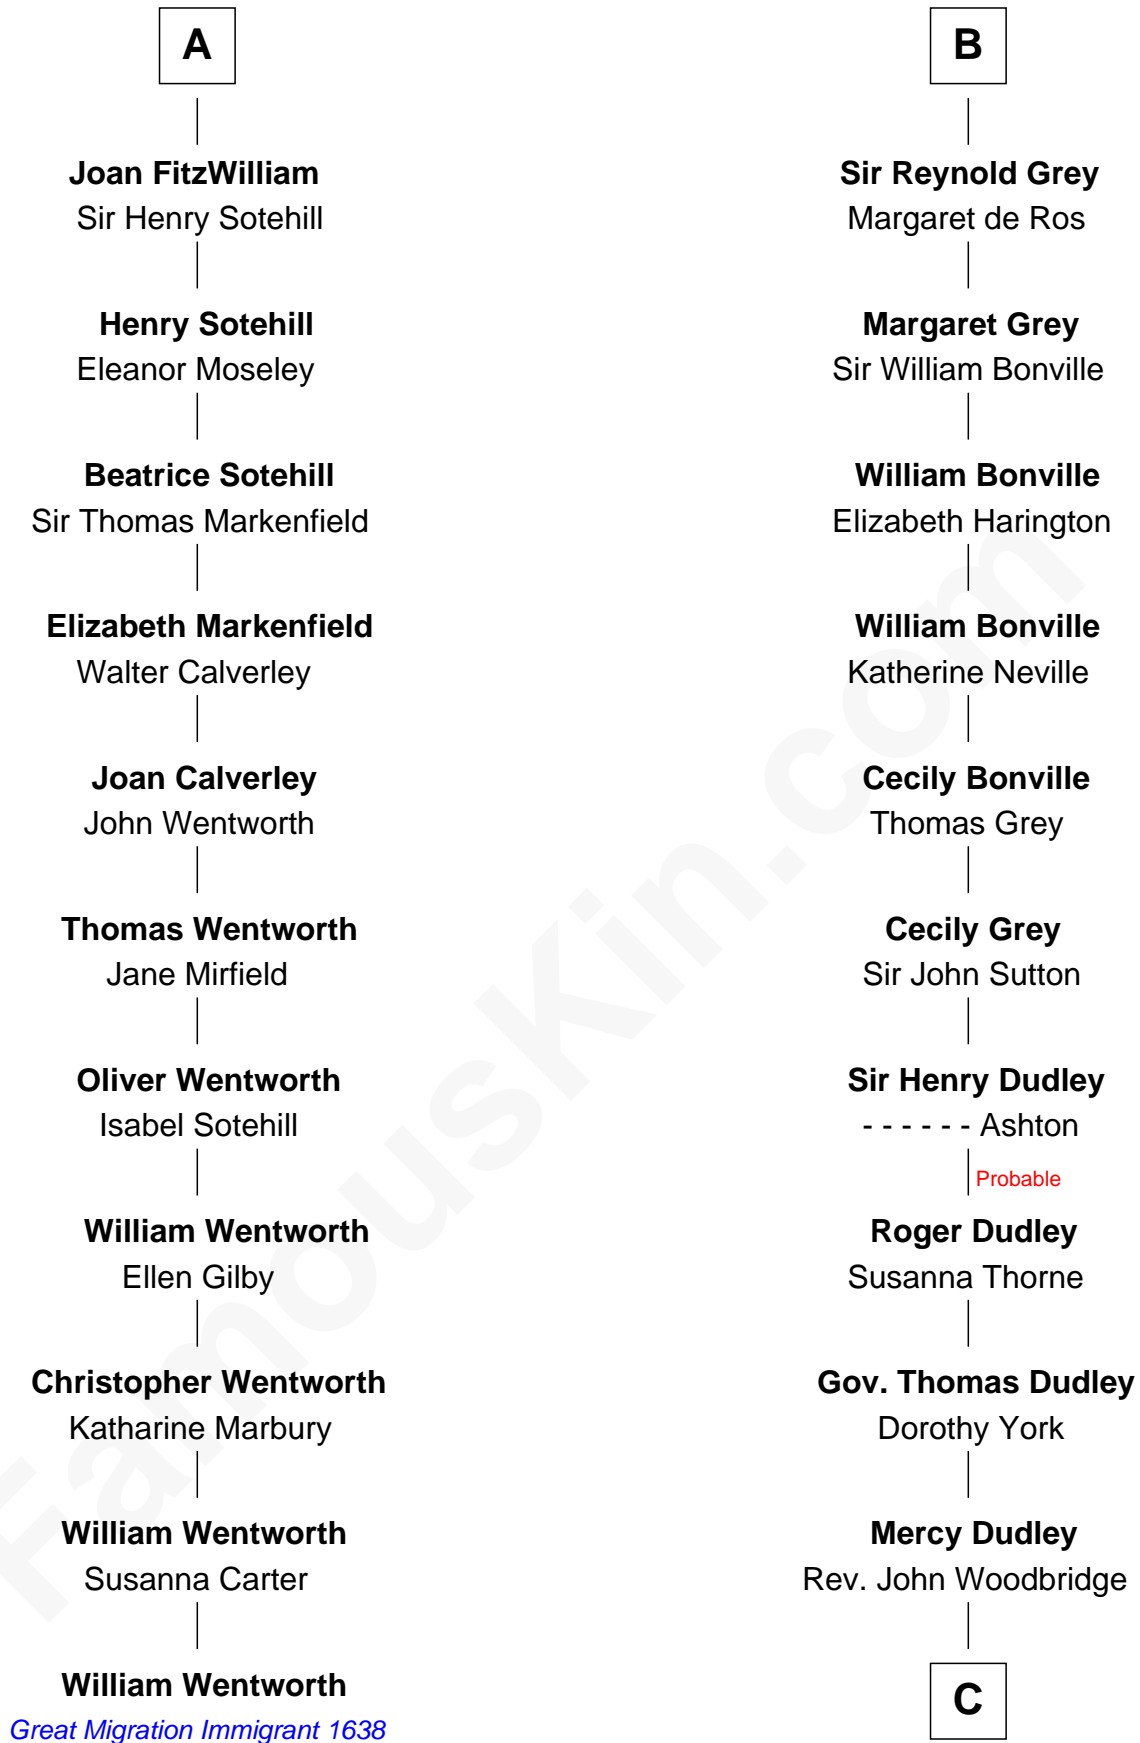 A
Joan FitzWilliam
Sir Henry Sotehill
Henry Sotehill
Eleanor Moseley
Beatrice Sotehill
Sir Thomas Markenfield
Elizabeth Markenfield
Walter Calverley
Joan Calverley
John Wentworth
Thomas Wentworth
Jane Mirfield
Oliver Wentworth
Isabel Sotehill
William Wentworth
Ellen Gilby
Christopher Wentworth
Katharine Marbury
William Wentworth
Susanna Carter
William Wentworth
Great Migration Immigrant 1638
B
Sir Reynold Grey
Margaret de Ros
Margaret Grey
Sir William Bonville
William Bonville
Elizabeth Harington
William Bonville
Katherine Neville
Cecily Bonville
Thomas Grey
Cecily Grey
Sir John Sutton
Sir Henry Dudley
- - - - - - Ashton
Probable
Roger Dudley
Susanna Thorne
Gov. Thomas Dudley
Dorothy York
Mercy Dudley
Rev. John Woodbridge
C
FamousKin.com